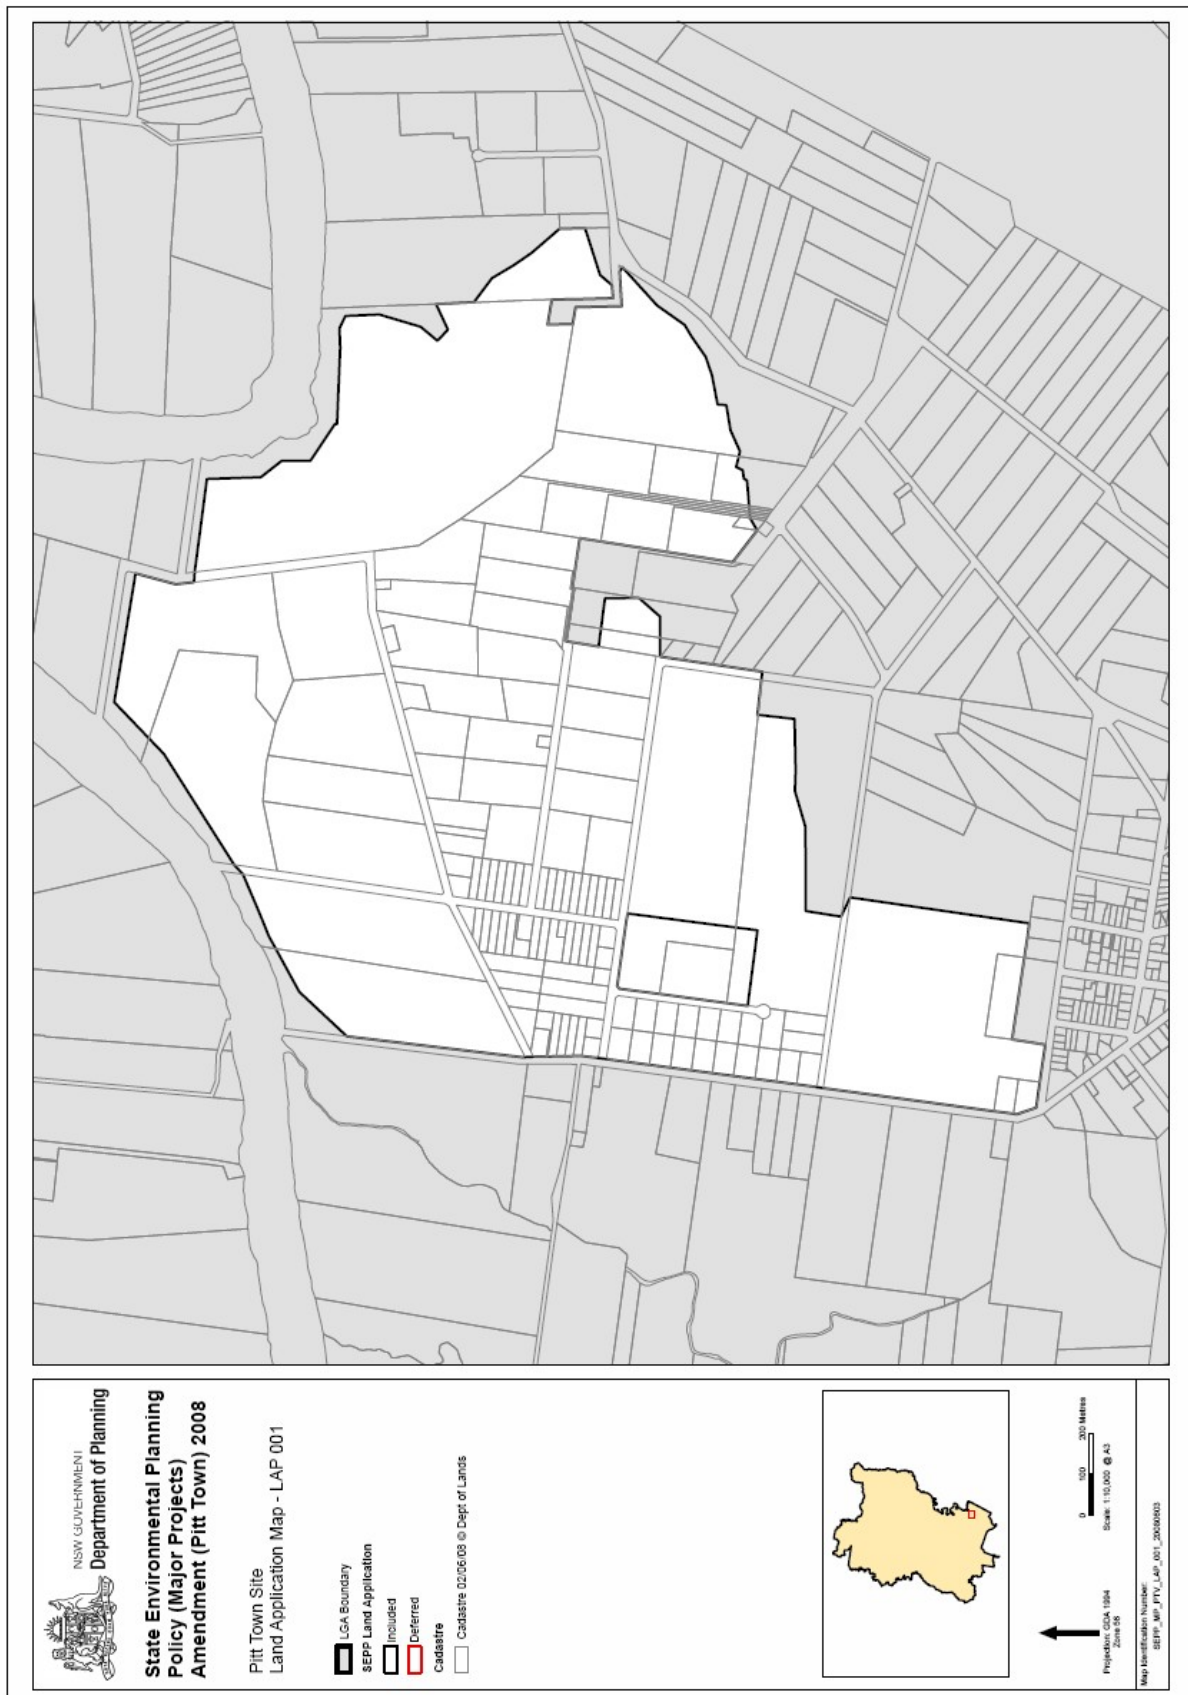 NSW GOVERNMENT
Department of Planning
State Environmental Planning
Policy (Major Projects)
Amendment (Pitt Town) 2008
Pitt Town Site
Land Application Map - LAP 001
LGA Boundary
SEPP Land Application
Included
Deferred
Cadastre
Cadastre 02/06/08 © Dept of Lands
0 100 200 Metres
Scale: 1:10,000 @ A3
Projection: GDA 1994
Zone 56
Map Identification Number:
SEPP_MP_PTV_LAP_001_20080603